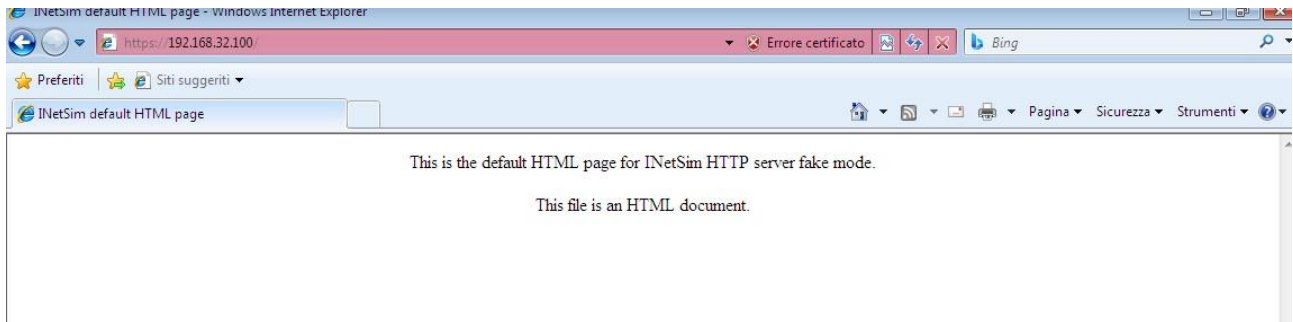 INetSim default HTML page - Windows Internet Explorer
https://192.168.32.100/
Errore certificato
Bing
Preferiti
Siti suggeriti
INetSim default HTML page
Pagina
Sicurezza
Strumenti
This is the default HTML page for INetSim HTTP server fake mode.
This file is an HTML document.